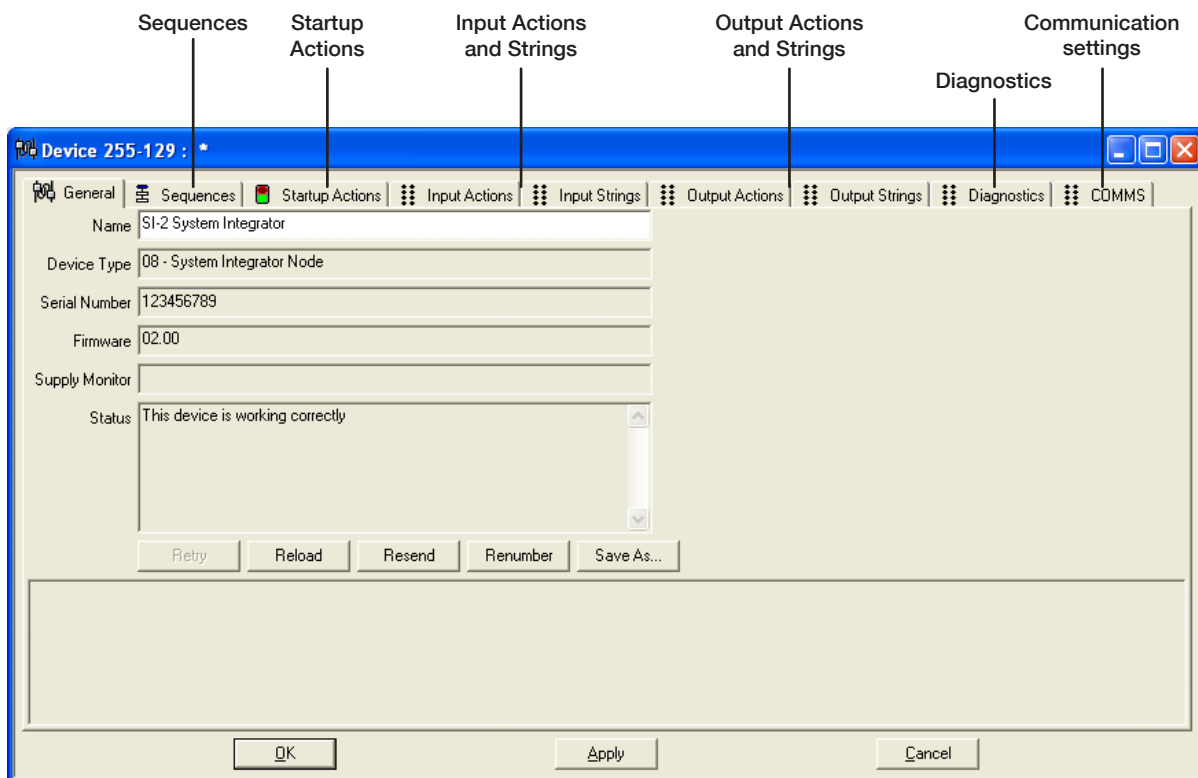 Sequences
Startup
Actions
Input Actions
and Strings
Output Actions
and Strings
Communication
settings
Diagnostics
Device 255-129 : *
General Sequences Startup Actions Input Actions Input Strings Output Actions Output Strings Diagnostics COMMS
Name SI-2 System Integrator
Device Type 08 - System Integrator Node
Serial Number 123456789
Firmware 02.00
Supply Monitor
Status This device is working correctly
Retry Reload Resend Renumber Save As...
OK Apply Cancel